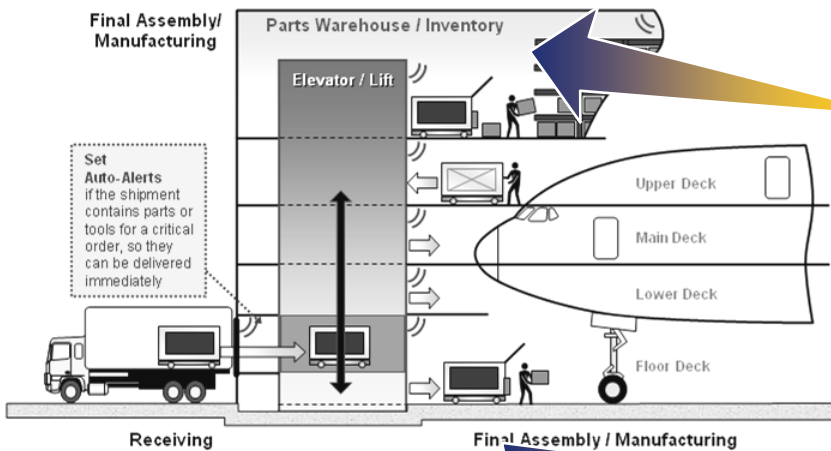 Final Assembly/
Manufacturing
Parts Warehouse / Inventory
Elevator / Lift
Set
Auto-Alerts
if the shipment
contains parts or
tools for a critical
order, so they
can be delivered
immediately
Upper Deck
Main Deck
Lower Deck
Floor Deck
Receiving
Final Assembly / Manufacturing